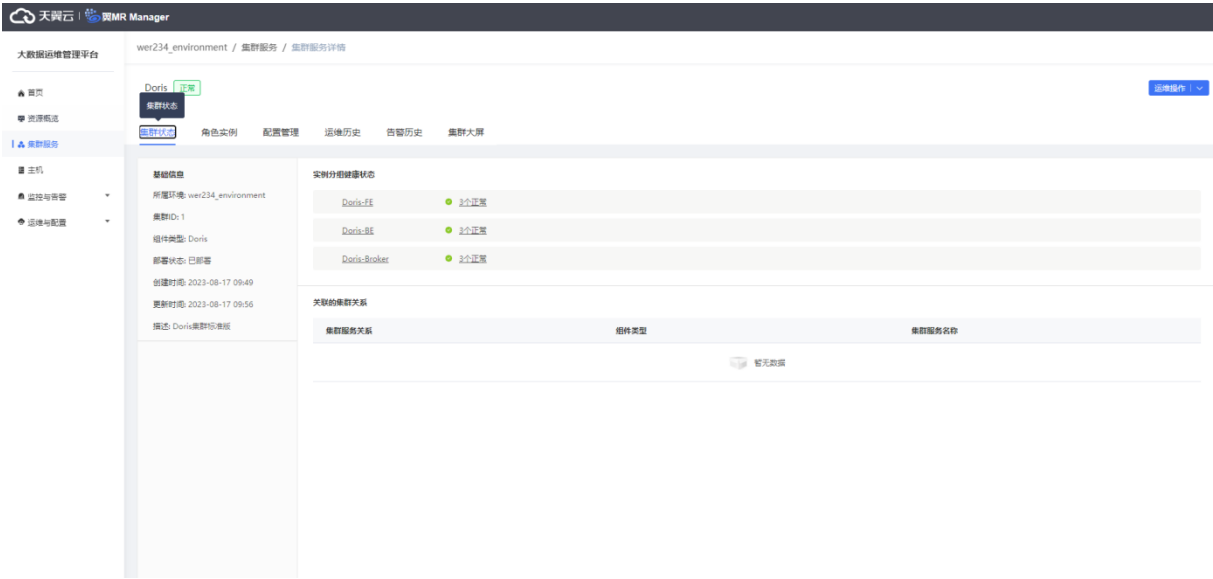 天翼云 | 翼MR Manager
大数据运维管理平台
wer234_environment / 集群服务 / 集群服务详情
首页
资源概览
集群服务
主机
监控与告警
运维与配置
Doris 正常
运维操作
集群状态
集群状态 角色实例 配置管理 运维历史 告警历史 集群大屏
基础信息
所属环境: wer234_environment
集群ID: 1
组件类型: Doris
部署状态: 已部署
创建时间: 2023-08-17 09:49
更新时间: 2023-08-17 09:56
描述: Doris集群标准版
实例分组健康状态
Doris-FE 3个正常
Doris-BE 3个正常
Doris-Broker 3个正常
关联的集群关系
集群服务关系 组件类型 集群服务名称
暂无数据